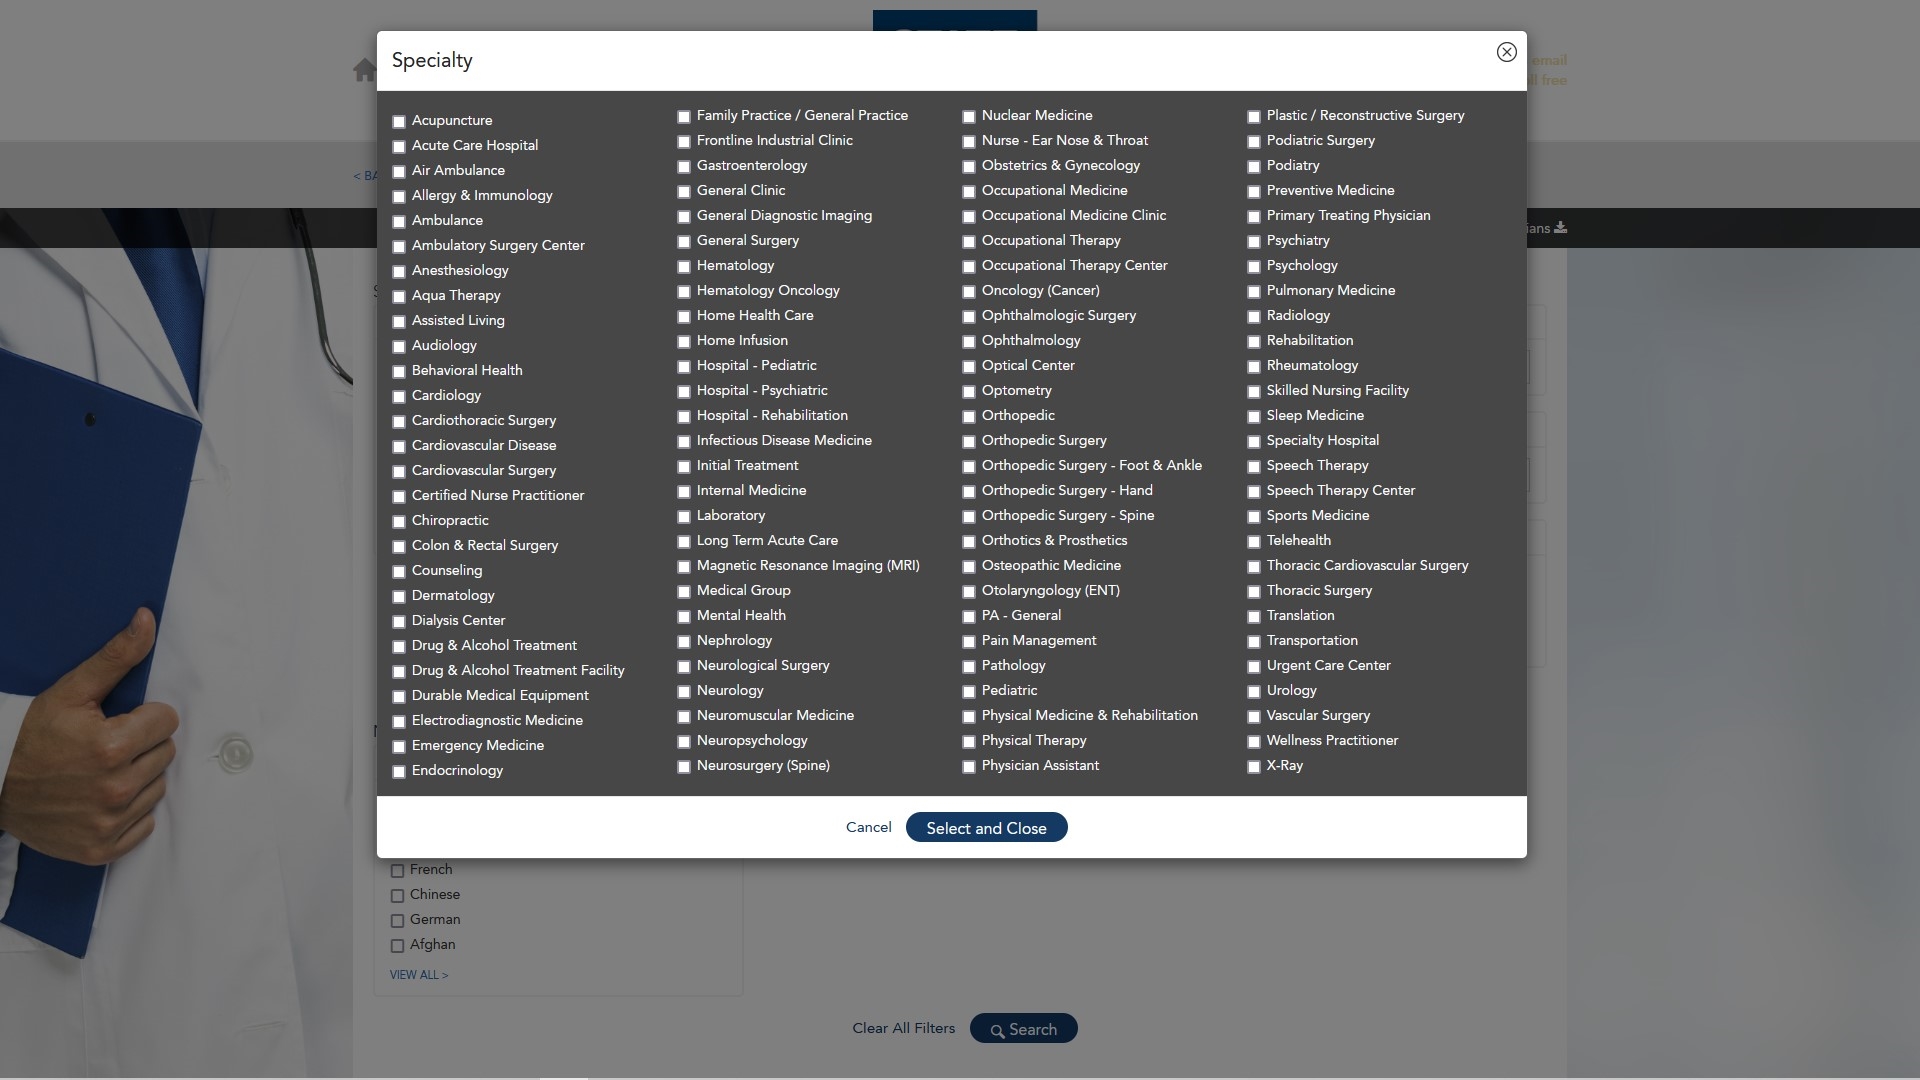 Specialty
email
ll free
< BA
ians
Acupuncture
Acute Care Hospital
Air Ambulance
Allergy & Immunology
Ambulance
Ambulatory Surgery Center
Anesthesiology
Aqua Therapy
Assisted Living
Audiology
Behavioral Health
Cardiology
Cardiothoracic Surgery
Cardiovascular Disease
Cardiovascular Surgery
Certified Nurse Practitioner
Chiropractic
Colon & Rectal Surgery
Counseling
Dermatology
Dialysis Center
Drug & Alcohol Treatment
Drug & Alcohol Treatment Facility
Durable Medical Equipment
Electrodiagnostic Medicine
Emergency Medicine
Endocrinology
Family Practice / General Practice
Frontline Industrial Clinic
Gastroenterology
General Clinic
General Diagnostic Imaging
General Surgery
Hematology
Hematology Oncology
Home Health Care
Home Infusion
Hospital - Pediatric
Hospital - Psychiatric
Hospital - Rehabilitation
Infectious Disease Medicine
Initial Treatment
Internal Medicine
Laboratory
Long Term Acute Care
Magnetic Resonance Imaging (MRI)
Medical Group
Mental Health
Nephrology
Neurological Surgery
Neurology
Neuromuscular Medicine
Neuropsychology
Neurosurgery (Spine)
Nuclear Medicine
Nurse - Ear Nose & Throat
Obstetrics & Gynecology
Occupational Medicine
Occupational Medicine Clinic
Occupational Therapy
Occupational Therapy Center
Oncology (Cancer)
Ophthalmologic Surgery
Ophthalmology
Optical Center
Optometry
Orthopedic
Orthopedic Surgery
Orthopedic Surgery - Foot & Ankle
Orthopedic Surgery - Hand
Orthopedic Surgery - Spine
Orthotics & Prosthetics
Osteopathic Medicine
Otolaryngology (ENT)
PA - General
Pain Management
Pathology
Pediatric
Physical Medicine & Rehabilitation
Physical Therapy
Physician Assistant
Plastic / Reconstructive Surgery
Podiatric Surgery
Podiatry
Preventive Medicine
Primary Treating Physician
Psychiatry
Psychology
Pulmonary Medicine
Radiology
Rehabilitation
Rheumatology
Skilled Nursing Facility
Sleep Medicine
Specialty Hospital
Speech Therapy
Speech Therapy Center
Sports Medicine
Telehealth
Thoracic Cardiovascular Surgery
Thoracic Surgery
Translation
Transportation
Urgent Care Center
Urology
Vascular Surgery
Wellness Practitioner
X-Ray
Cancel Select and Close
French
Chinese
German
Afghan
VIEW ALL >
Clear All Filters Search